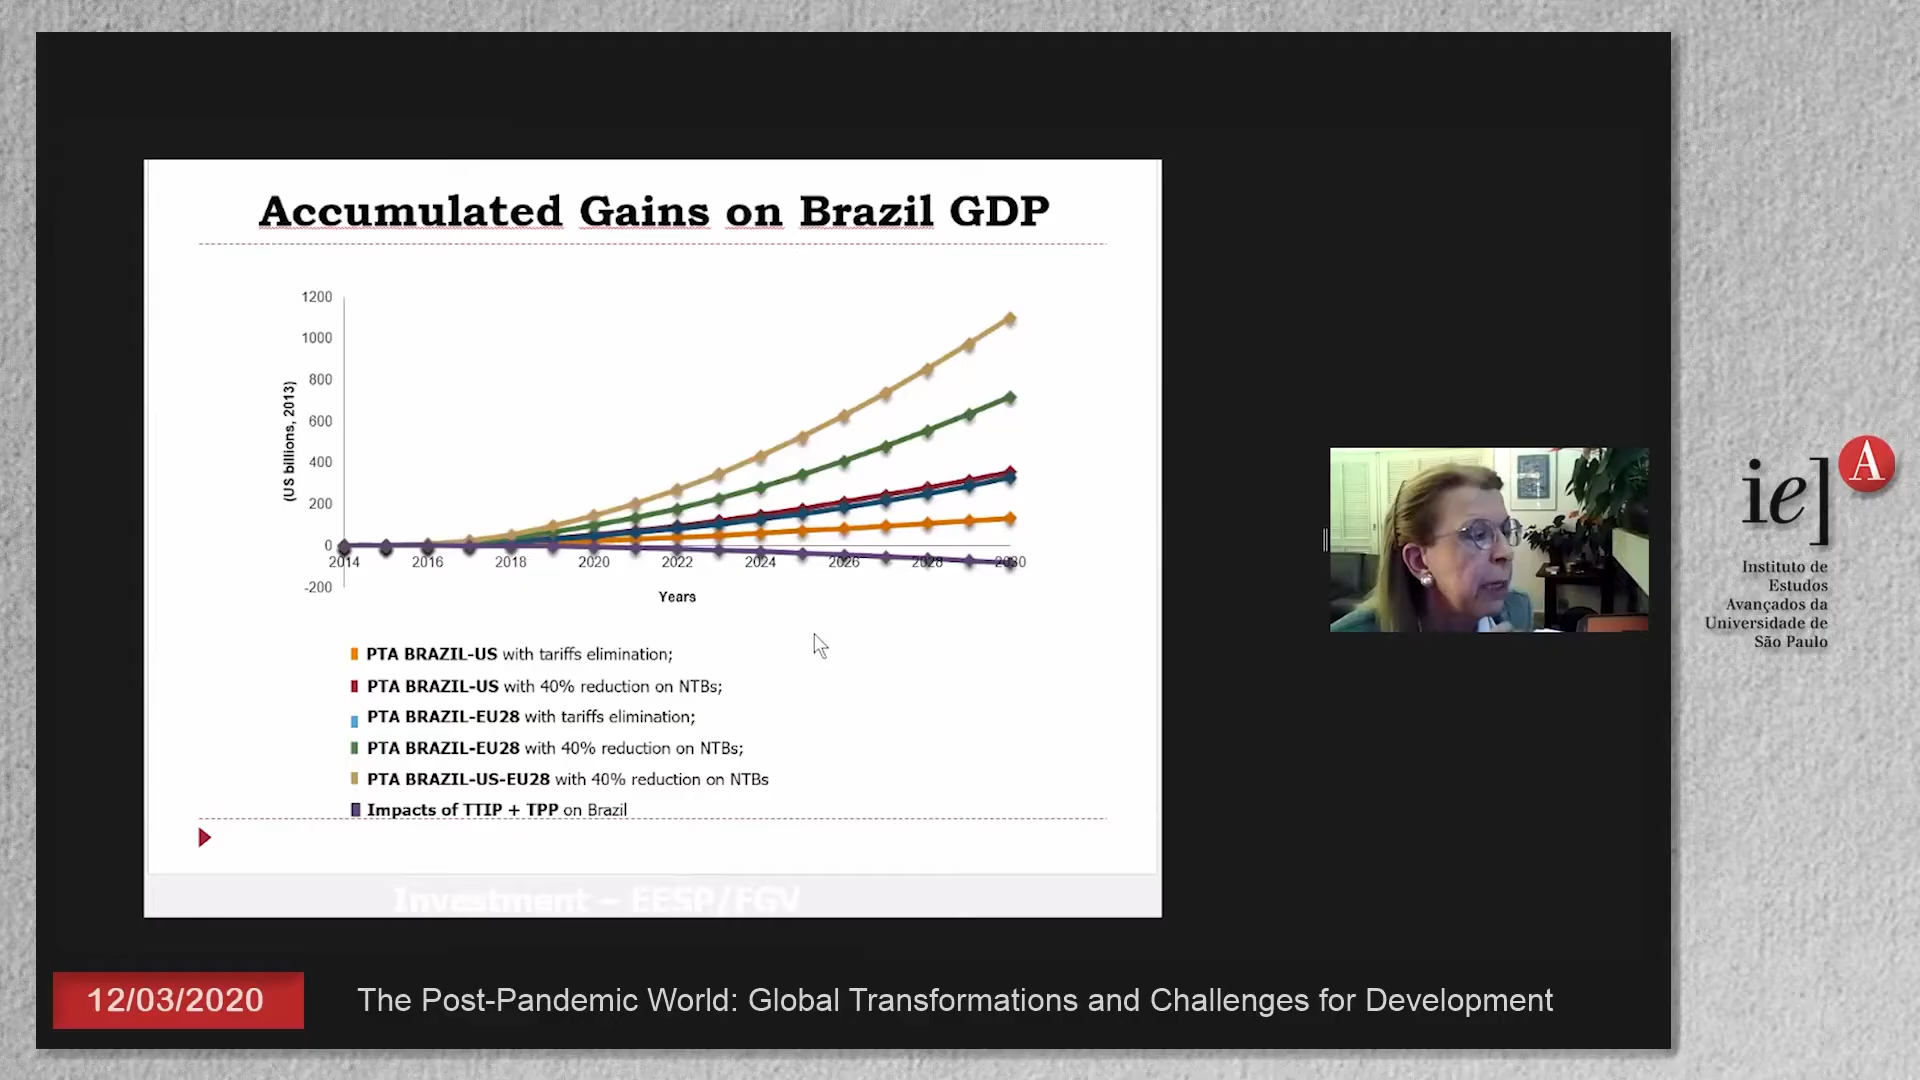 Accumulated Gains on Brazil GDP
1200
1000
800
600
400
200
0
-200
(US billions, 2013)
2014 2016 2018 2020 2022 2024 2026 2028 2030
Years
PTA BRAZIL-US with tariffs elimination;
PTA BRAZIL-US with 40% reduction on NTBs;
PTA BRAZIL-EU28 with tariffs elimination;
PTA BRAZIL-EU28 with 40% reduction on NTBs;
PTA BRAZIL-US-EU28 with 40% reduction on NTBs
Impacts of TTIP + TPP on Brazil
Investment – EESP/FGV
ie] A
Instituto de
Estudos
Avançados da
Universidade de
São Paulo
12/03/2020
The Post-Pandemic World: Global Transformations and Challenges for Development